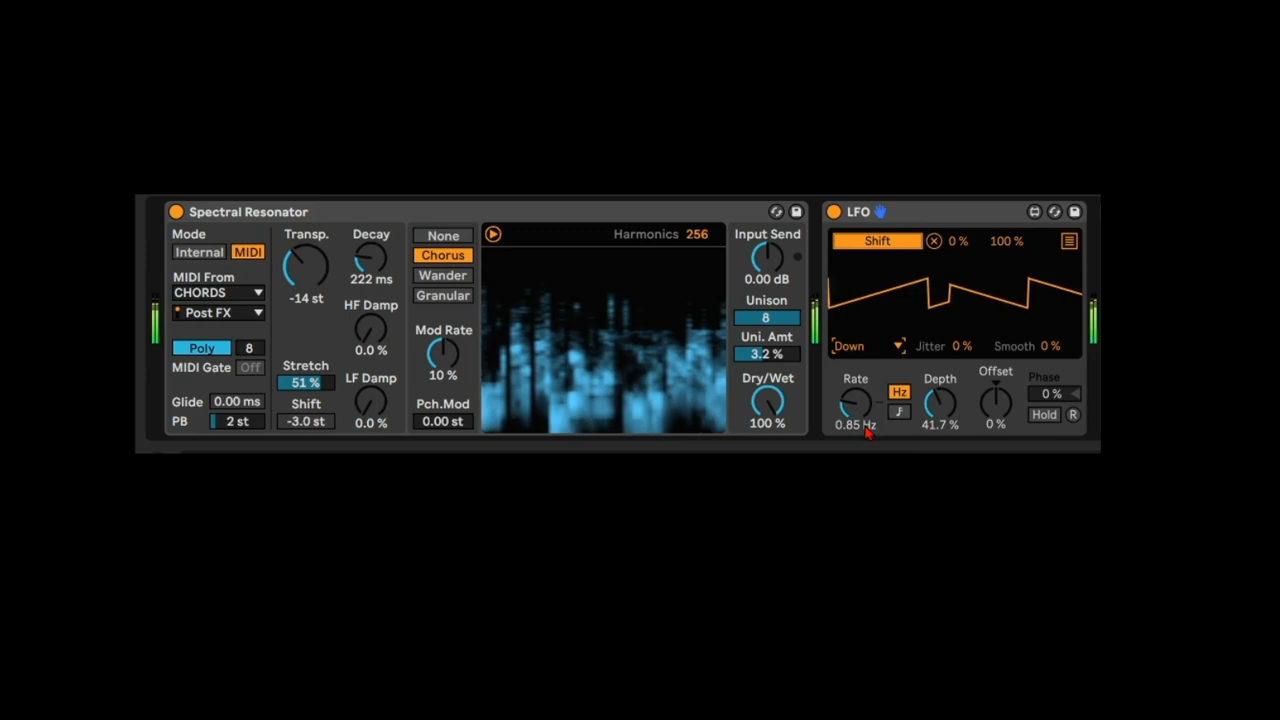 Spectral Resonator
Mode
Internal MIDI
MIDI From
CHORDS
Post FX
Poly 8
MIDI Gate Off
Glide 0.00 ms
PB 2 st
Transp.
-14 st
Stretch
51 %
Shift
-3.0 st
Decay
222 ms
HF Damp
0.0 %
LF Damp
0.0 %
None
Chorus
Wander
Granular
Mod Rate
10 %
Pch.Mod
0.00 st
Harmonics 256
Input Send
0.00 dB
Unison
8
Uni. Amt
3.2 %
Dry/Wet
100 %
LFO
Shift 0 % 100 %
Down Jitter 0 % Smooth 0 %
Rate
0.85 Hz
Hz
Depth
41.7 %
Offset
0 %
Phase
0 %
Hold R